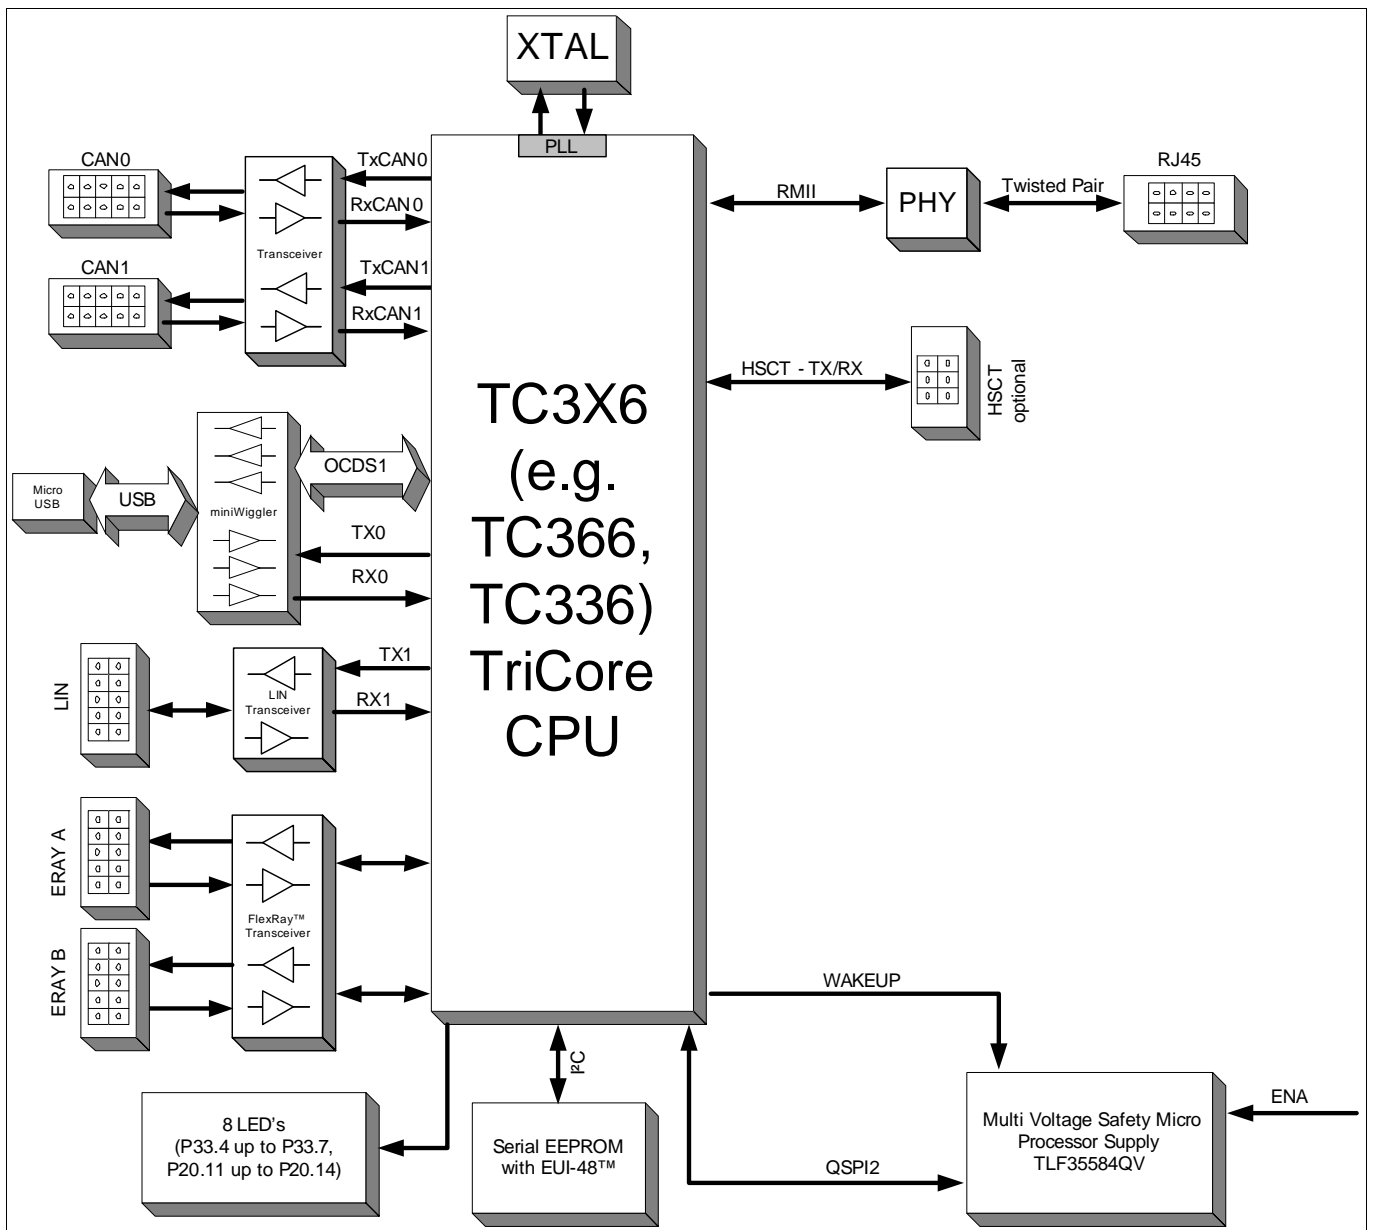 XTAL
PLL
CAN0
TxCAN0
RxCAN0
Transceiver
CAN1
TxCAN1
RxCAN1
RMII
PHY
Twisted Pair
RJ45
HSCT - TX/RX
HSCT
optional
TC3X6
(e.g.
TC366,
TC336)
TriCore
CPU
Micro
USB
USB
miniWiggler
OCDS1
TX0
RX0
LIN
LIN
Transceiver
TX1
RX1
ERAY A
ERAY B
FlexRay™
Transceiver
WAKEUP
I²C
8 LED's
(P33.4 up to P33.7,
P20.11 up to P20.14)
Serial EEPROM
with EUI-48™
QSPI2
Multi Voltage Safety Micro
Processor Supply
TLF35584QV
ENA